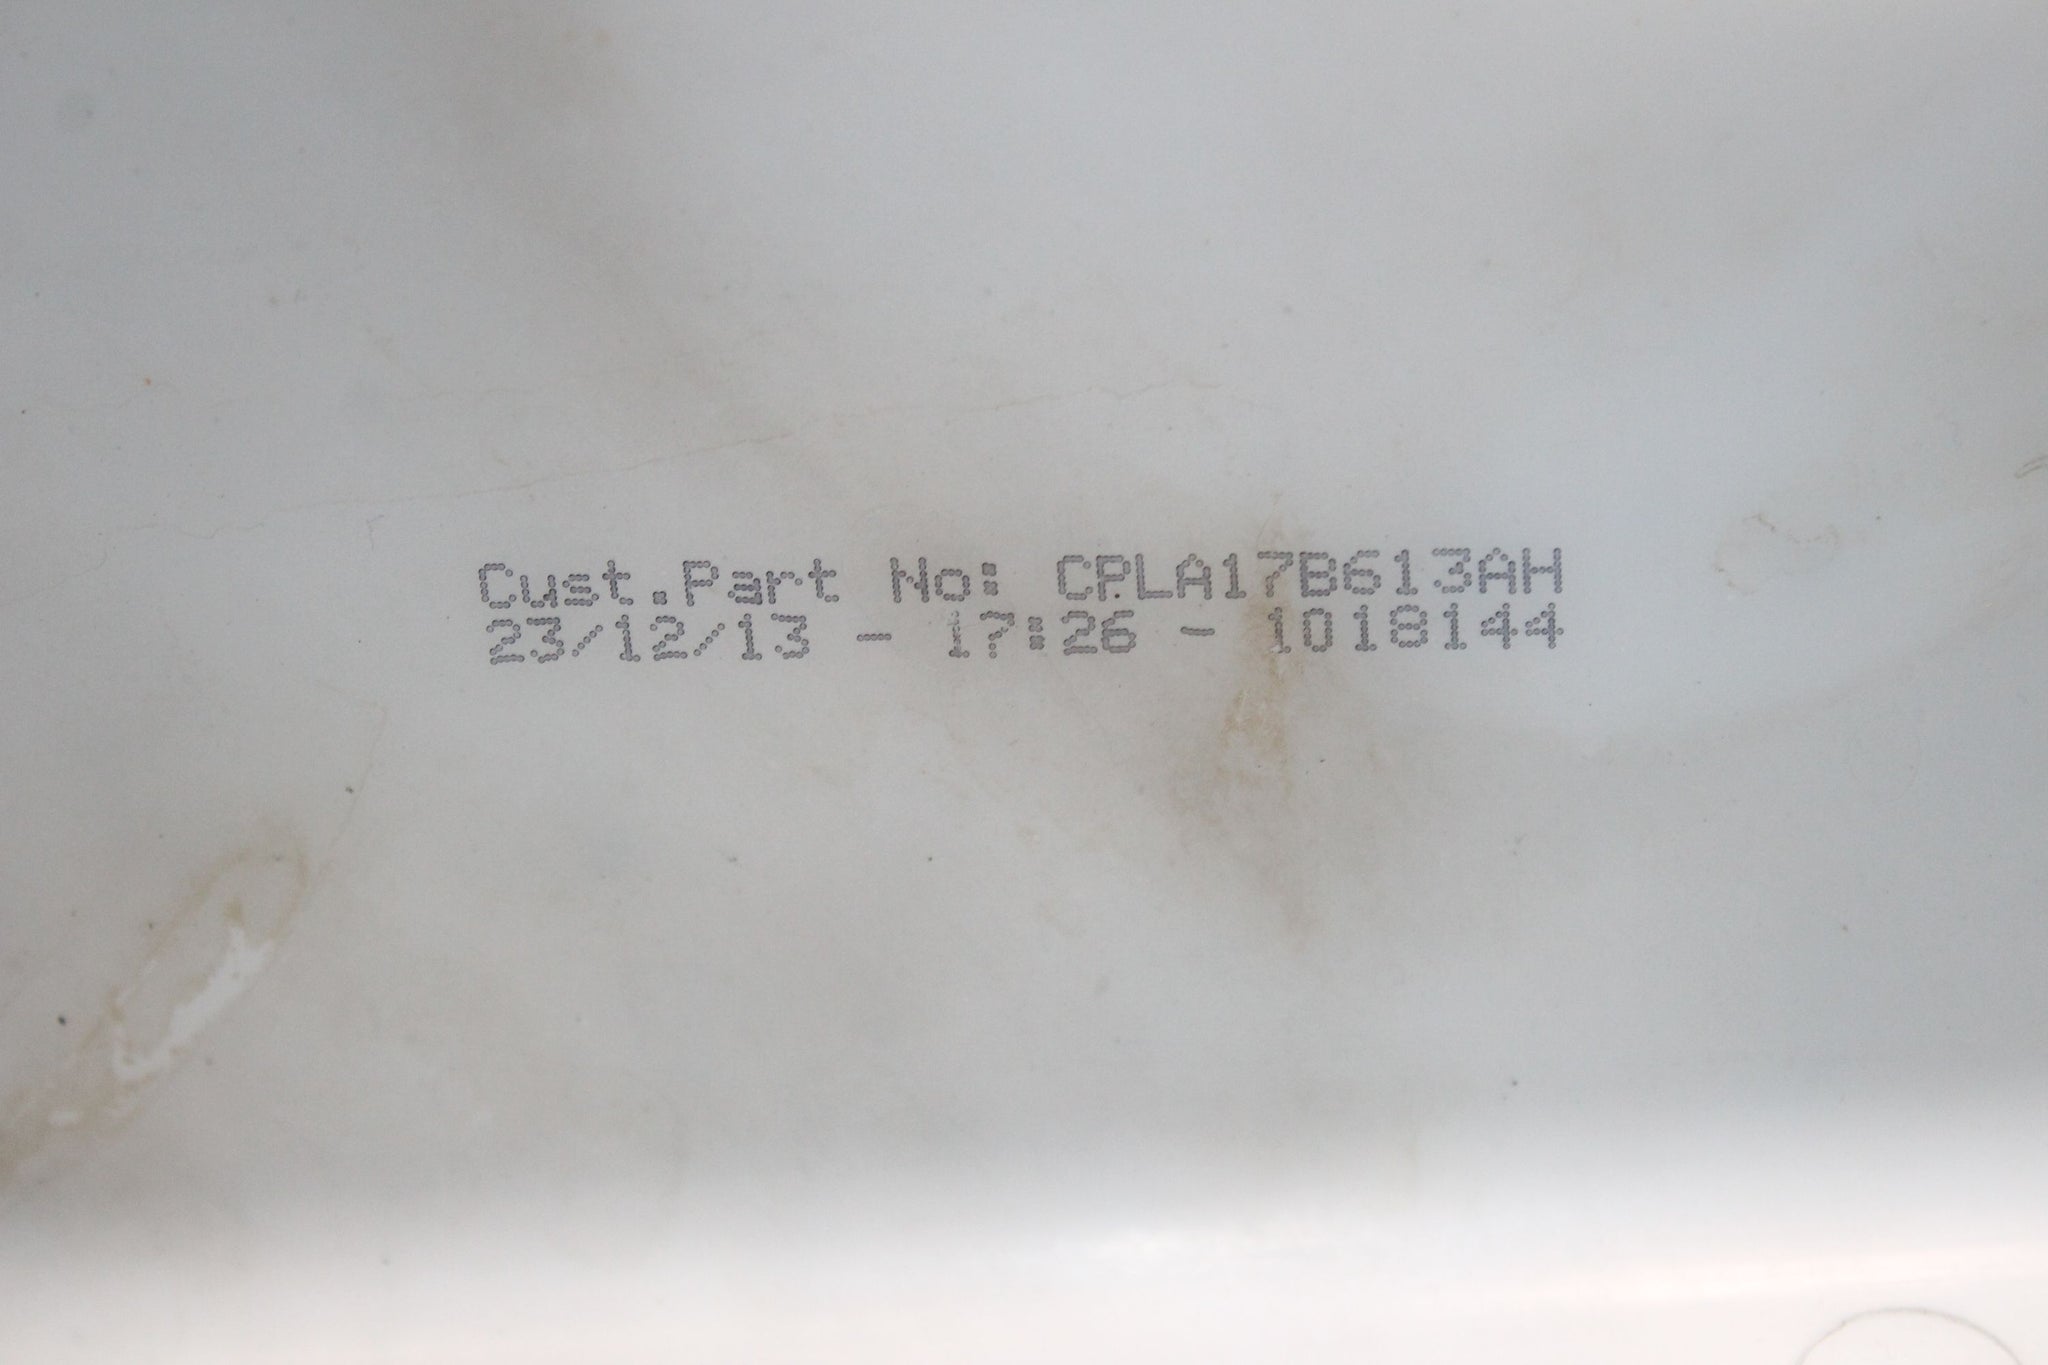 Cust.Part No: CPLA17B613AH
23/12/13 - 17:26 - 1018144